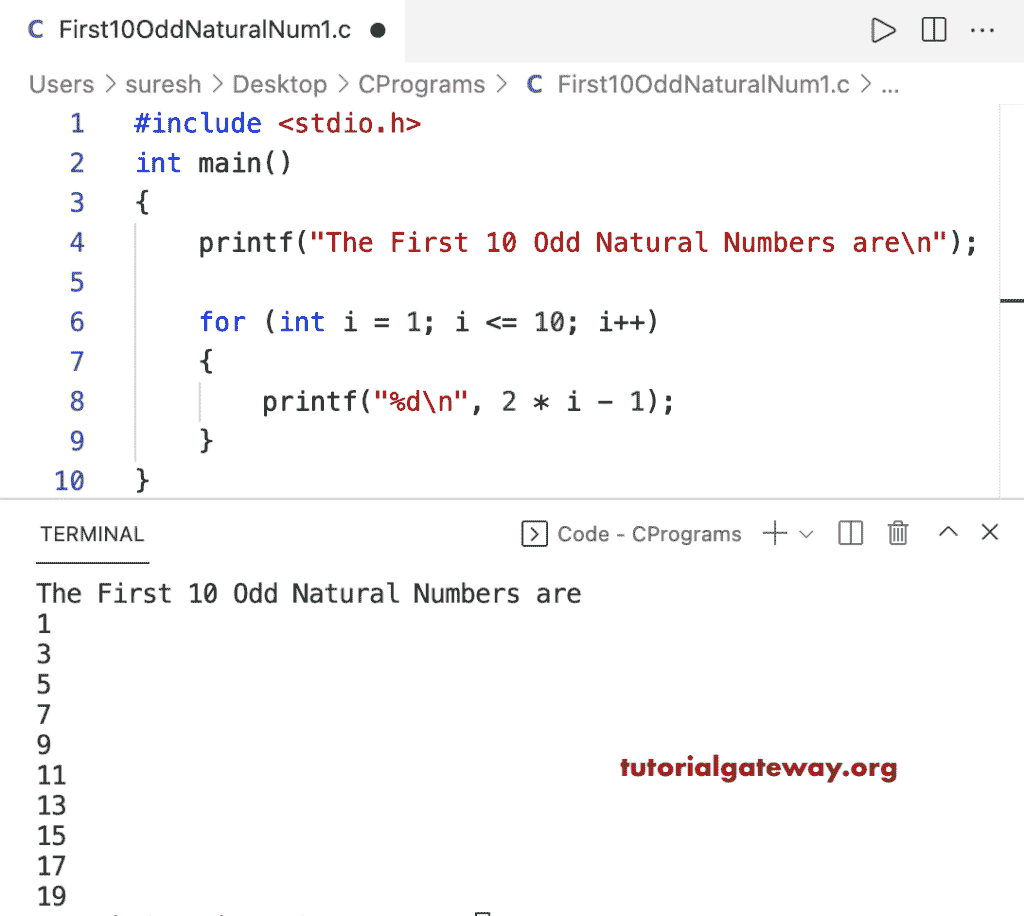 C First10OddNaturalNum1.c
Users > suresh > Desktop > CPrograms > C First10OddNaturalNum1.c > ...
1 #include <stdio.h>
2 int main()
3 {
4 printf("The First 10 Odd Natural Numbers are\n");
5
6 for (int i = 1; i <= 10; i++)
7 {
8 printf("%d\n", 2 * i - 1);
9 }
10 }
TERMINAL
Code - CPrograms
The First 10 Odd Natural Numbers are
1
3
5
7
9
11
13
15
17
19
tutorialgateway.org